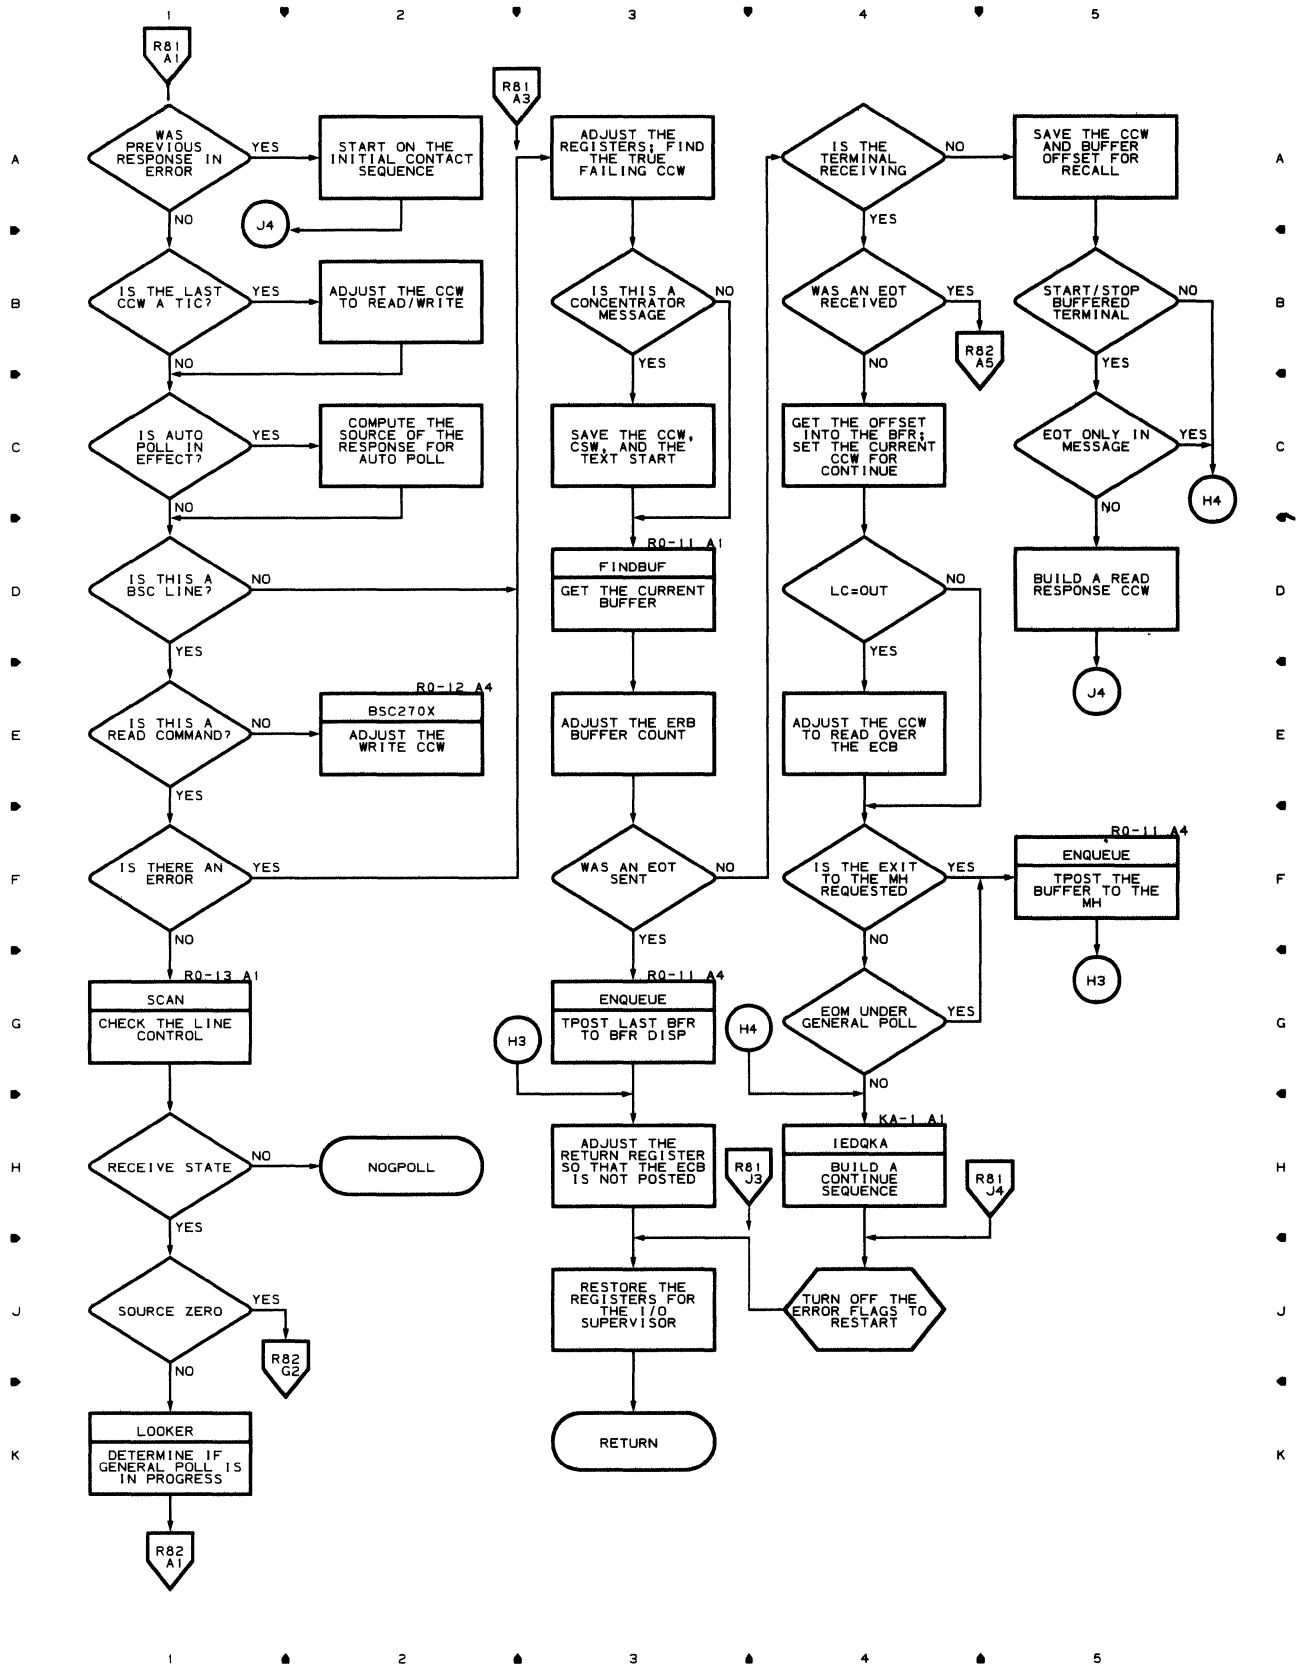 1 2 3 4 5
R81
A1
WAS
PREVIOUS
RESPONSE IN
ERROR
YES
NO
START ON THE
INITIAL CONTACT
SEQUENCE
J4
IS THE LAST
CCW A TIC?
YES
NO
ADJUST THE CCW
TO READ/WRITE
IS AUTO
POLL IN
EFFECT?
YES
NO
COMPUTE THE
SOURCE OF THE
RESPONSE FOR
AUTO POLL
IS THIS A
BSC LINE?
NO
YES
IS THIS A
READ COMMAND?
NO
YES
R0-12 A4
BSC270X
ADJUST THE
WRITE CCW
IS THERE AN
ERROR
YES
NO
R0-13 A1
SCAN
CHECK THE LINE
CONTROL
RECEIVE STATE
NO
YES
NOGPOLL
SOURCE ZERO
YES
NO
R82
G2
LOOKER
DETERMINE IF
GENERAL POLL IS
IN PROGRESS
R82
A1
R81
A3
ADJUST THE
REGISTERS; FIND
THE TRUE
FAILING CCW
IS THIS A
CONCENTRATOR
MESSAGE
NO
YES
SAVE THE CCW,
CSW, AND THE
TEXT START
R0-11 A1
FINDBUF
GET THE CURRENT
BUFFER
ADJUST THE ERB
BUFFER COUNT
WAS AN EOT
SENT
NO
YES
R0-11 A4
ENQUEUE
TPOST LAST BFR
TO BFR DISP
H3
ADJUST THE
RETURN REGISTER
SO THAT THE ECB
IS NOT POSTED
R81
J3
RESTORE THE
REGISTERS FOR
THE I/O
SUPERVISOR
RETURN
IS THE
TERMINAL
RECEIVING
NO
YES
WAS AN EOT
RECEIVED
YES
NO
R82
A5
GET THE OFFSET
INTO THE BFR;
SET THE CURRENT
CCW FOR
CONTINUE
LC=OUT
NO
YES
ADJUST THE CCW
TO READ OVER
THE ECB
IS THE EXIT
TO THE MH
REQUESTED
YES
NO
EOM UNDER
GENERAL POLL
YES
NO
H4
KA-1 A1
IEDQKA
BUILD A
CONTINUE
SEQUENCE
R81
J4
TURN OFF THE
ERROR FLAGS TO
RESTART
SAVE THE CCW
AND BUFFER
OFFSET FOR
RECALL
START/STOP
BUFFERED
TERMINAL
NO
YES
EOT ONLY IN
MESSAGE
YES
NO
H4
BUILD A READ
RESPONSE CCW
J4
R0-11 A4
ENQUEUE
TPOST THE
BUFFER TO THE
MH
H3
A A
B B
C C
D D
E E
F F
G G
H H
J J
K K
1 2 3 4 5